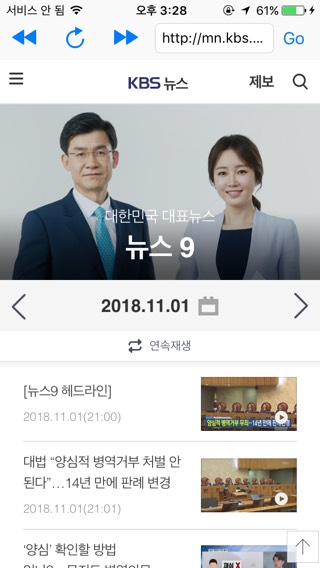 서비스 안 됨 오후 3:28 61%
http://mn.kbs.... Go
KBS 뉴스 제보
대한민국 대표뉴스
뉴스 9
2018.11.01
연속재생
[뉴스9 헤드라인]
2018.11.01(21:00)
양심적 병역거부 무죄…14년 만에 판례 변경
대법 “양심적 병역거부 처벌 안
된다”…14년 만에 판례 변경
2018.11.01(21:01)
‘양심’ 확인할 방법